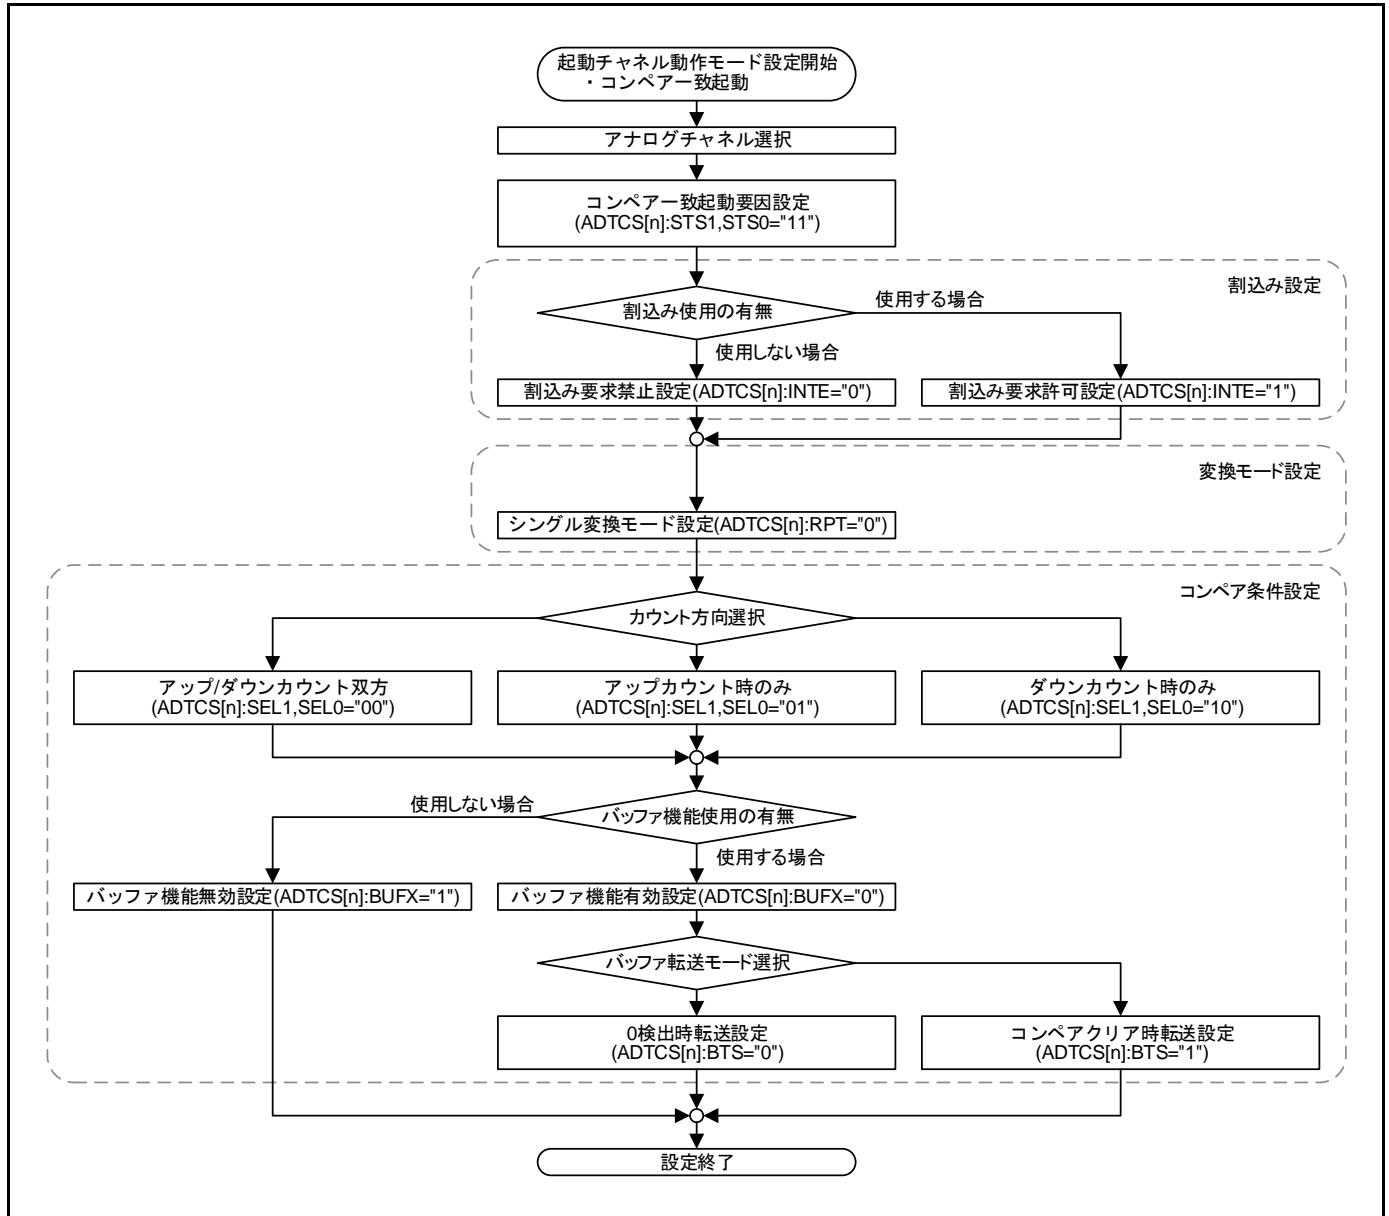 起動チャネル動作モード設定開始
・コンペア一致起動
アナログチャネル選択
コンペア一致起動要因設定
(ADTCS[n]:STS1,STS0="11")
割込み設定
割込み使用の有無
使用する場合
使用しない場合
割込み要求禁止設定(ADTCS[n]:INTE="0")
割込み要求許可設定(ADTCS[n]:INTE="1")
変換モード設定
シングル変換モード設定(ADTCS[n]:RPT="0")
コンペア条件設定
カウント方向選択
アップ/ダウンカウント双方
(ADTCS[n]:SEL1,SEL0="00")
アップカウント時のみ
(ADTCS[n]:SEL1,SEL0="01")
ダウンカウント時のみ
(ADTCS[n]:SEL1,SEL0="10")
使用しない場合
バッファ機能使用の有無
使用する場合
バッファ機能無効設定(ADTCS[n]:BUFX="1")
バッファ機能有効設定(ADTCS[n]:BUFX="0")
バッファ転送モード選択
0検出時転送設定
(ADTCS[n]:BTS="0")
コンペアクリア時転送設定
(ADTCS[n]:BTS="1")
設定終了